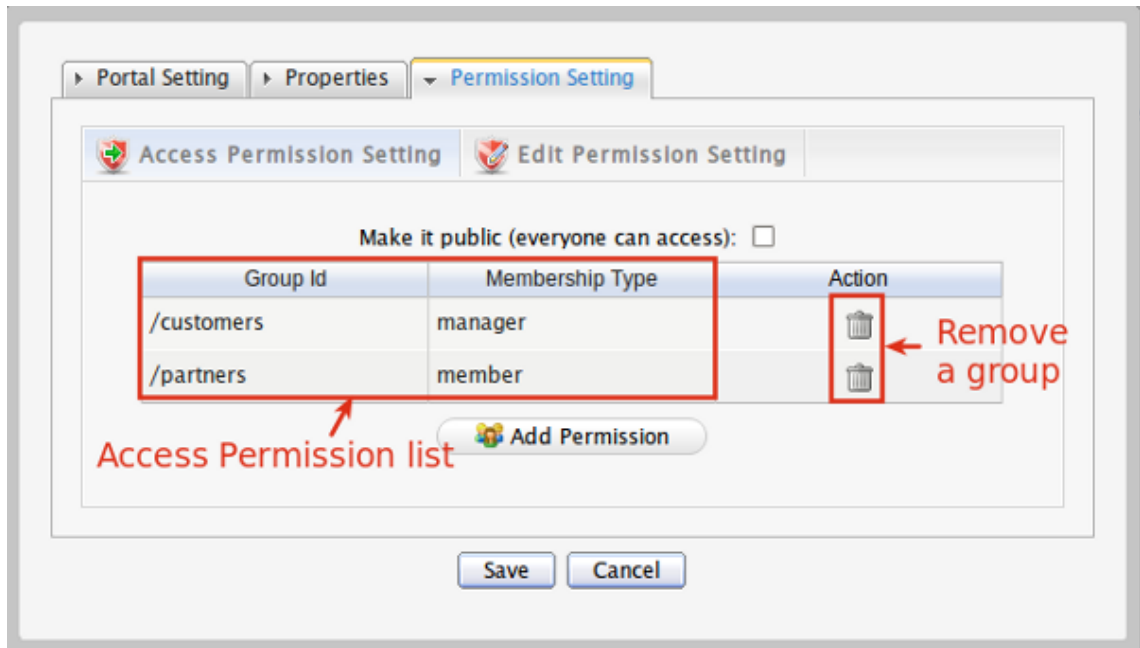 Portal Setting Properties Permission Setting
Access Permission Setting Edit Permission Setting
Make it public (everyone can access):
Group Id Membership Type Action
/customers manager
/partners member
Remove
a group
Add Permission
Access Permission list
Save Cancel